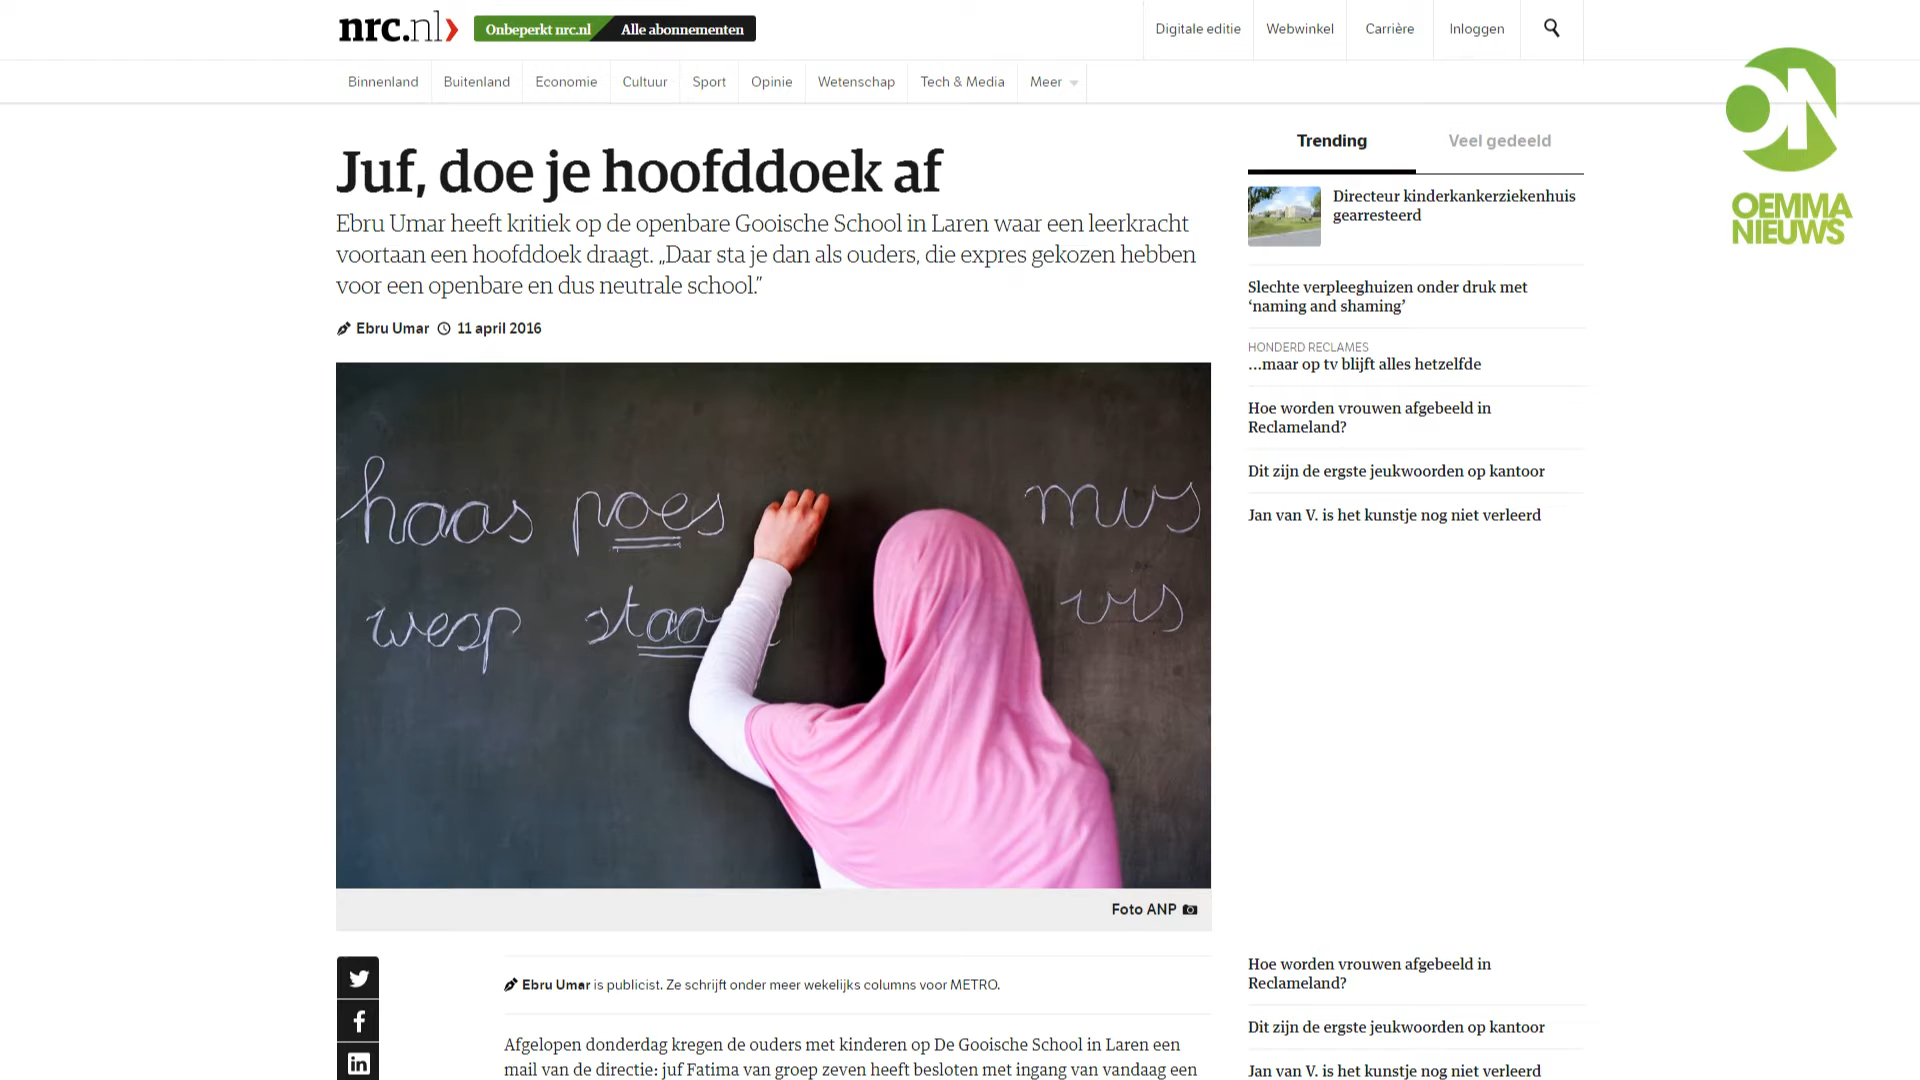 nrc.nl
Onbeperkt nrc.nl Alle abonnementen
Digitale editie Webwinkel Carrière Inloggen
Binnenland Buitenland Economie Cultuur Sport Opinie Wetenschap Tech & Media Meer
ON
OEMMA
NIEUWS
Juf, doe je hoofddoek af
Ebru Umar heeft kritiek op de openbare Gooische School in Laren waar een leerkracht
voortaan een hoofddoek draagt. „Daar sta je dan als ouders, die expres gekozen hebben
voor een openbare en dus neutrale school.”
Ebru Umar 11 april 2016
haas poes mus
wesp staa vis
Foto ANP
Ebru Umar is publicist. Ze schrijft onder meer wekelijks columns voor METRO.
Afgelopen donderdag kregen de ouders met kinderen op De Gooische School in Laren een
mail van de directie: juf Fatima van groep zeven heeft besloten met ingang van vandaag een
Trending Veel gedeeld
Directeur kinderkankerziekenhuis
gearresteerd
Slechte verpleeghuizen onder druk met
‘naming and shaming’
HONDERD RECLAMES
...maar op tv blijft alles hetzelfde
Hoe worden vrouwen afgebeeld in
Reclameland?
Dit zijn de ergste jeukwoorden op kantoor
Jan van V. is het kunstje nog niet verleerd
Hoe worden vrouwen afgebeeld in
Reclameland?
Dit zijn de ergste jeukwoorden op kantoor
Jan van V. is het kunstje nog niet verleerd